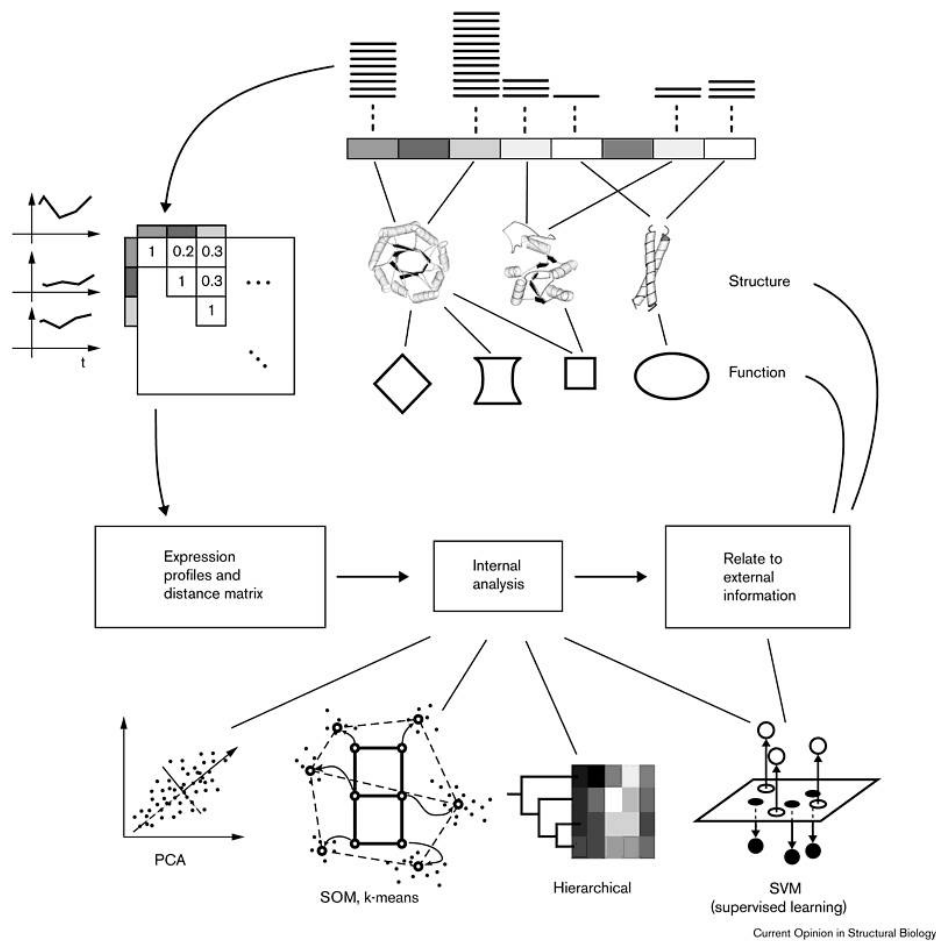 Structure
1 0.2 0.3
1 0.3
1
t
Function
Expression
profiles and
distance matrix
Internal
analysis
Relate to
external
information
PCA
SOM, k-means
Hierarchical
SVM
(supervised learning)
Current Opinion in Structural Biology